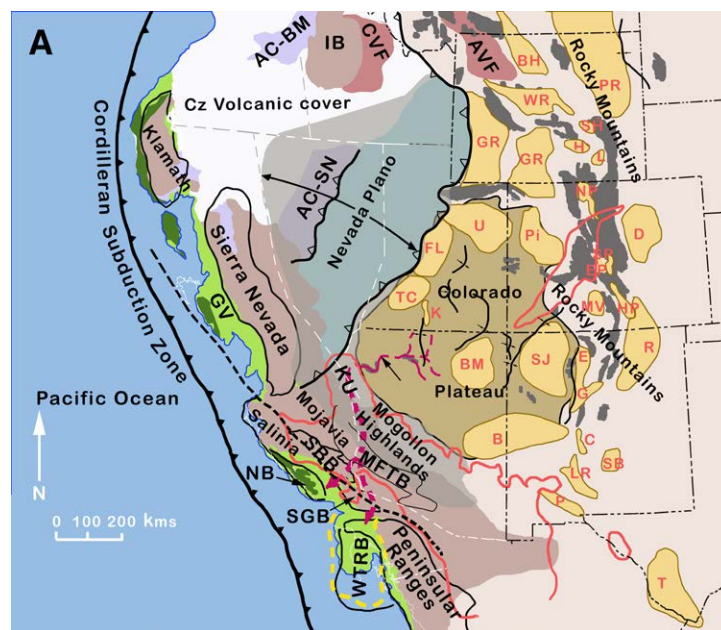 A
AC-BM
IB
CVF
AVF
BH
Rocky Mountains
PR
WR
Cz Volcanic cover
Cordilleran Subduction Zone
Klamath
SH
H
L
GR
GR
NP
AC-SN
Nevada Plano
U
Pi
D
FL
Sierra Nevada
GV
TC
K
Colorado
EP
MV
HP
Rocky Mountains
R
BM
SJ
E
Plateau
G
Pacific Ocean
N
KU
Mojavia
Mogollon Highlands
Salinia
SBB
MFTB
B
C
LR
SB
NB
P
0 100 200 kms
SGB
WTRB
Peninsular Ranges
T